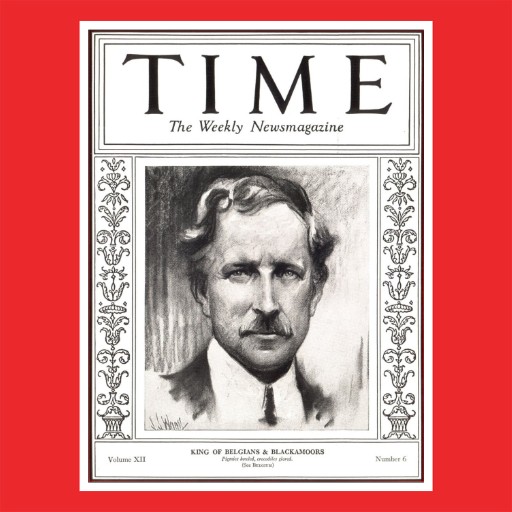 TIME
The Weekly Newsmagazine
Volume XII
KING OF BELGIANS & BLACKAMOORS
(See BELGIUM)
Number 6